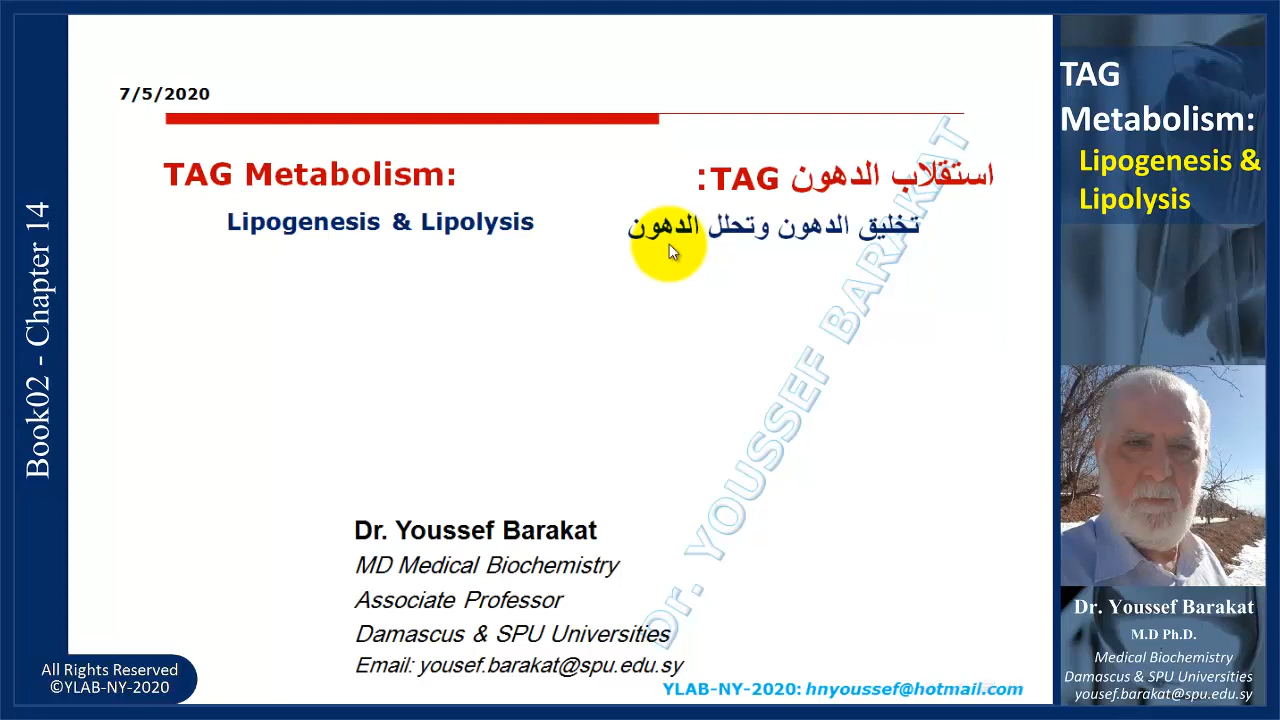 Book02 - Chapter 14
7/5/2020
TAG Metabolism:
استقلاب الدهون TAG:
Lipogenesis & Lipolysis
تخليق الدهون وتحلل الدهون
Dr. YOUSSEF BARAKAT
Dr. Youssef Barakat
MD Medical Biochemistry
Associate Professor
Damascus & SPU Universities
Email: yousef.barakat@spu.edu.sy
YLAB-NY-2020: hnyoussef@hotmail.com
All Rights Reserved
©YLAB-NY-2020
TAG
Metabolism:
Lipogenesis &
Lipolysis
Dr. Youssef Barakat
M.D Ph.D.
Medical Biochemistry
Damascus & SPU Universities
yousef.barakat@spu.edu.sy